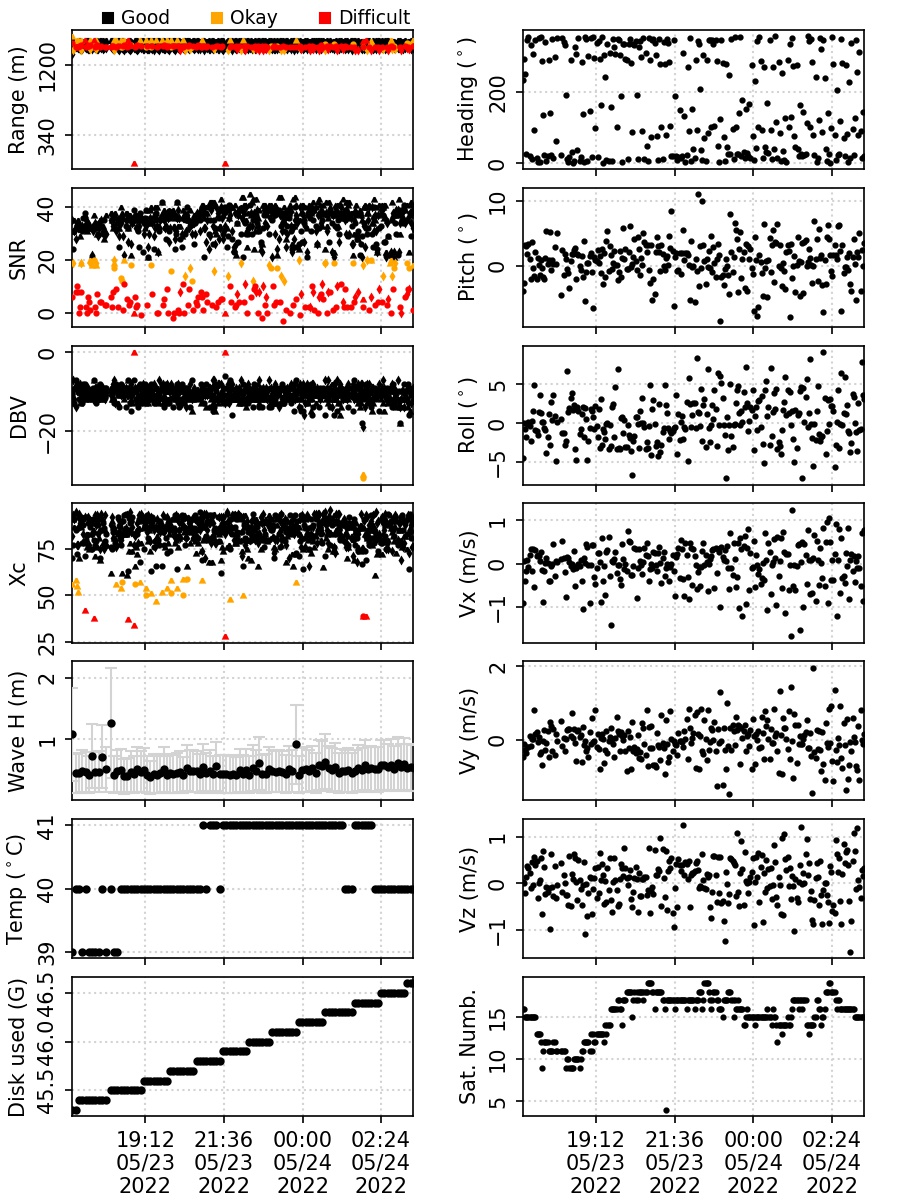 Good Okay Difficult
Range (m)
1200
340
Heading (°)
200
0
SNR
40
20
0
Pitch (°)
10
0
DBV
0
−20
Roll (°)
5
0
−5
Xc
75
50
25
Vx (m/s)
1
0
−1
Wave H (m)
2
1
Vy (m/s)
2
0
Temp (°C)
41
40
39
Vz (m/s)
1
0
−1
Disk used (G)
46.5
46.0
45.5
Sat. Numb.
15
10
5
19:12 21:36 00:00 02:24
05/23 05/23 05/24 05/24
2022 2022 2022 2022
19:12 21:36 00:00 02:24
05/23 05/23 05/24 05/24
2022 2022 2022 2022